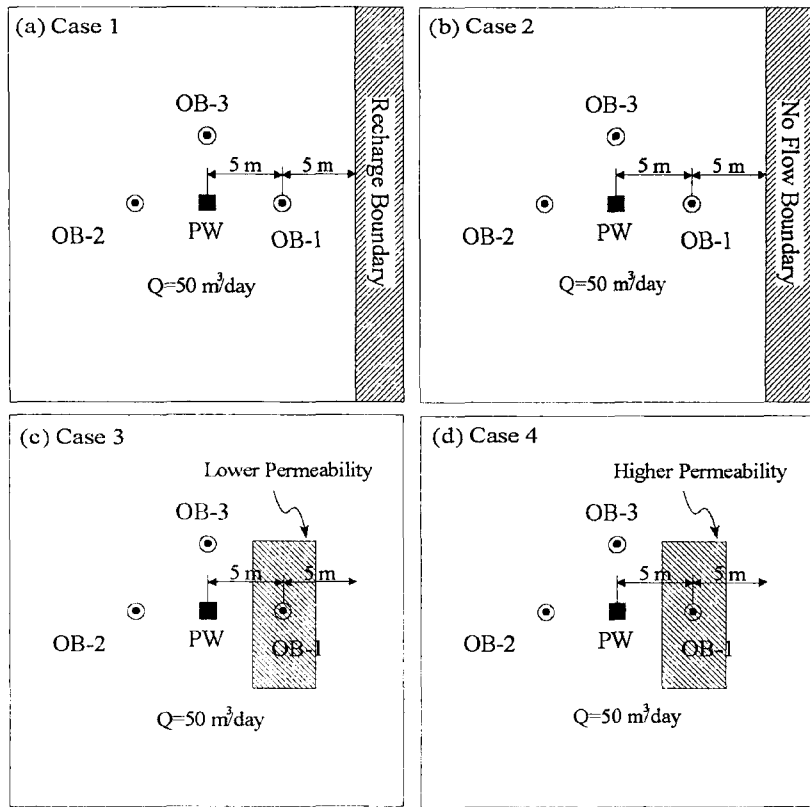 (a) Case 1
OB-3
5 m
5 m
OB-2
PW
OB-1
Q=50 m³/day
Recharge Boundary
(b) Case 2
OB-3
5 m
5 m
OB-2
PW
OB-1
Q=50 m³/day
No Flow Boundary
(c) Case 3
Lower Permeability
OB-3
5 m
5 m
OB-2
PW
OB-1
Q=50 m³/day
(d) Case 4
Higher Permeability
OB-3
5 m
5 m
OB-2
PW
OB-1
Q=50 m³/day